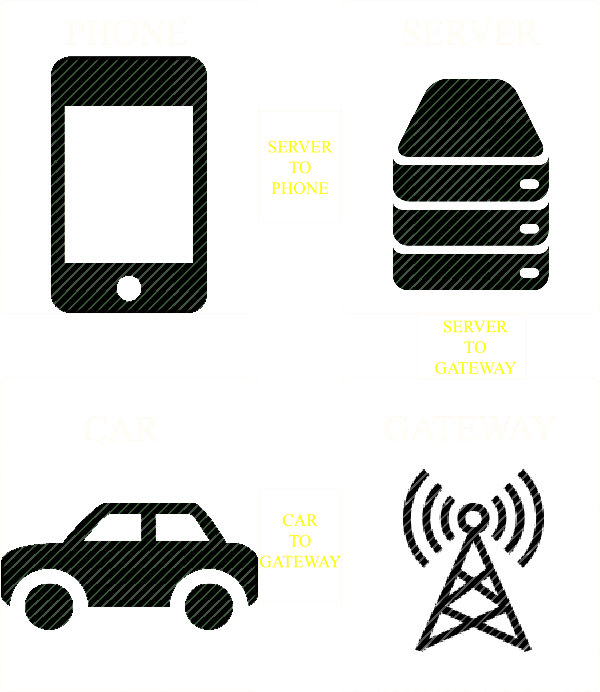 PHONE
SERVER
SERVER
TO
PHONE
SERVER
TO
GATEWAY
CAR
GATEWAY
CAR
TO
GATEWAY